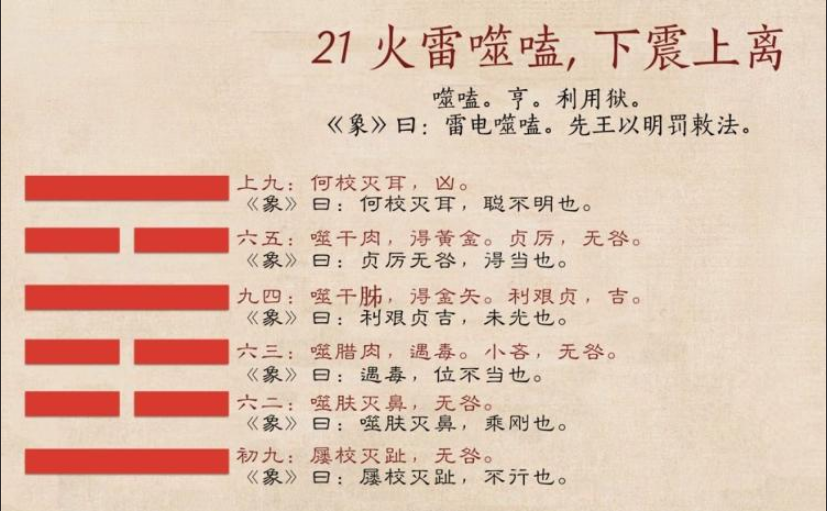 21 火雷噬嗑, 下震上离
噬嗑。亨。利用狱。
《象》曰：雷电噬嗑。先王以明罚敕法。
上九：何校灭耳，凶。
《象》曰：何校灭耳，聪不明也。
六五：噬干肉，得黄金。贞厉，无咎。
《象》曰：贞厉无咎，得当也。
九四：噬干胏，得金矢。利艰贞，吉。
《象》曰：利艰贞吉，未光也。
六三：噬腊肉，遇毒。小吝，无咎。
《象》曰：遇毒，位不当也。
六二：噬肤灭鼻，无咎。
《象》曰：噬肤灭鼻，乘刚也。
初九：屦校灭趾，无咎。
《象》曰：屦校灭趾，不行也。